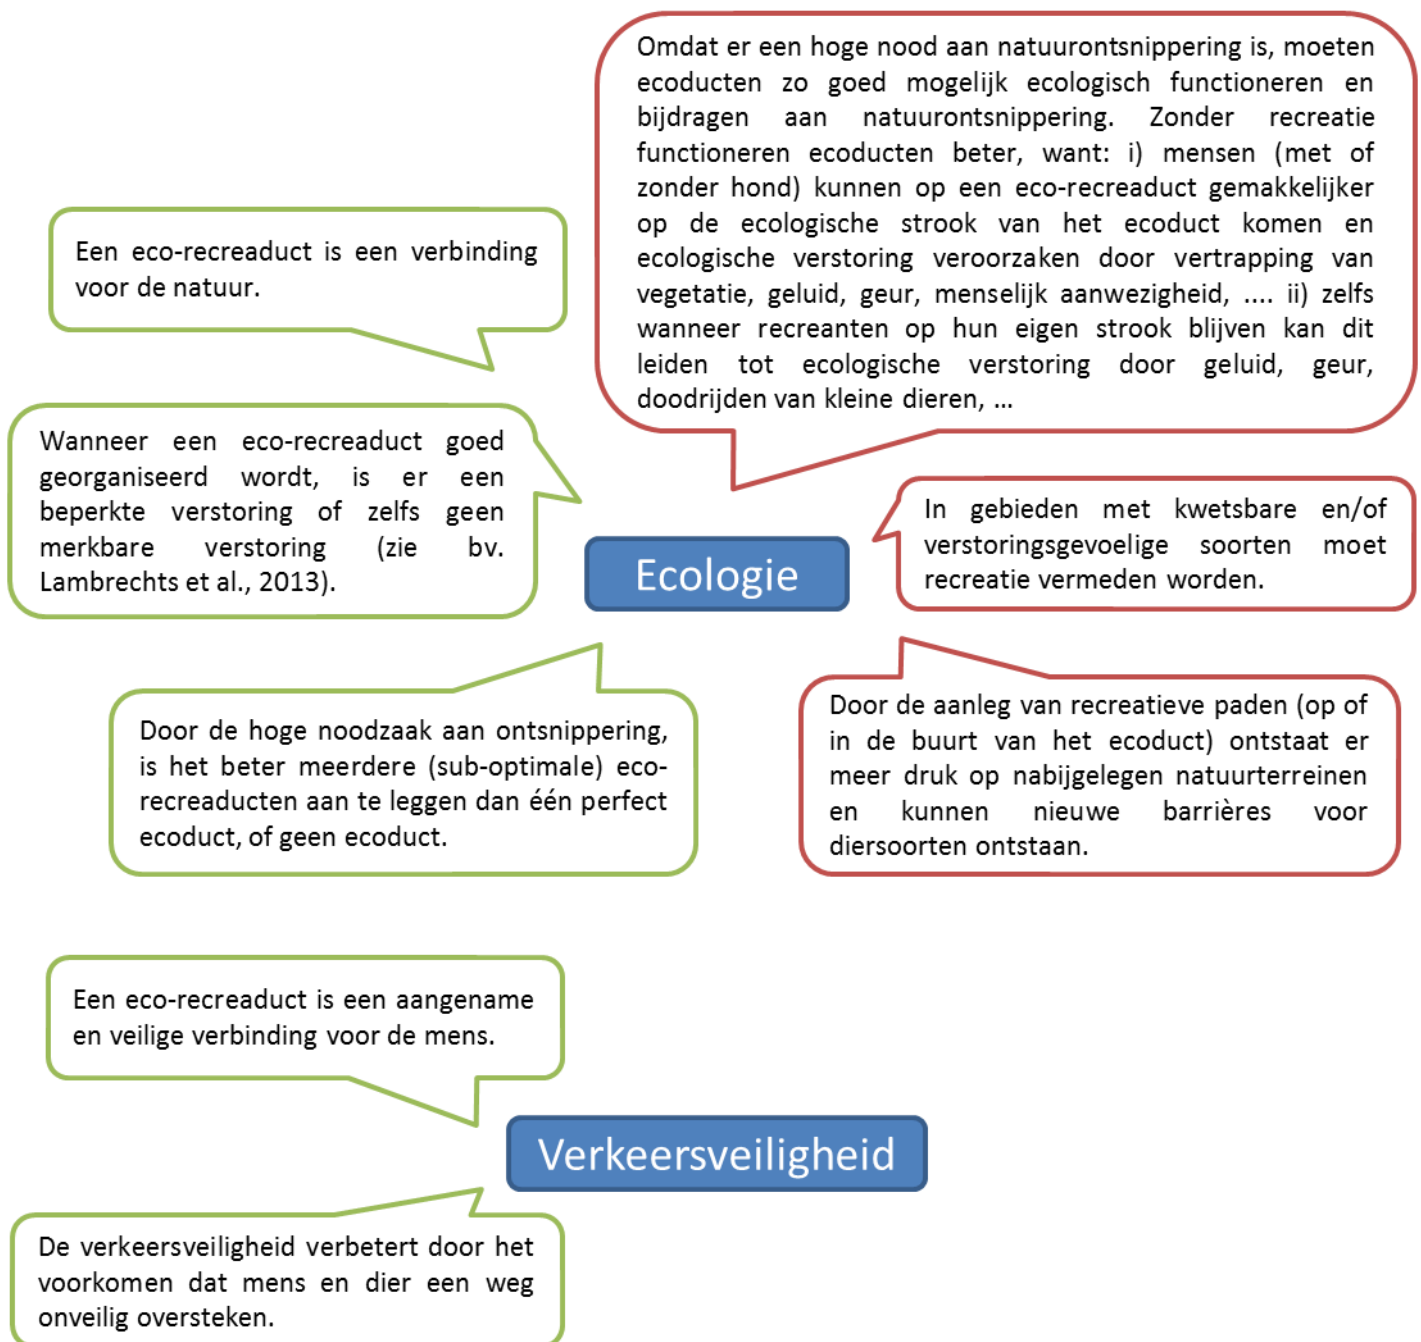 Omdat er een hoge nood aan natuurontsnippering is, moeten
ecoducten zo goed mogelijk ecologisch functioneren en
bijdragen aan natuurontsnippering. Zonder recreatie
functioneren ecoducten beter, want: i) mensen (met of
zonder hond) kunnen op een eco-recreaduct gemakkelijker
op de ecologische strook van het ecoduct komen en
ecologische verstoring veroorzaken door vertrapping van
vegetatie, geluid, geur, menselijk aanwezigheid, .... ii) zelfs
wanneer recreanten op hun eigen strook blijven kan dit
leiden tot ecologische verstoring door geluid, geur,
doodrijden van kleine dieren, ...
Een eco-recreaduct is een verbinding
voor de natuur.
Wanneer een eco-recreaduct goed
georganiseerd wordt, is er een
beperkte verstoring of zelfs geen
merkbare verstoring (zie bv.
Lambrechts et al., 2013).
Ecologie
In gebieden met kwetsbare en/of
verstoringsgevoelige soorten moet
recreatie vermeden worden.
Door de hoge noodzaak aan ontsnippering,
is het beter meerdere (sub-optimale) eco-
recreaducten aan te leggen dan één perfect
ecoduct, of geen ecoduct.
Door de aanleg van recreatieve paden (op of
in de buurt van het ecoduct) ontstaat er
meer druk op nabijgelegen natuurterreinen
en kunnen nieuwe barrières voor
diersoorten ontstaan.
Een eco-recreaduct is een aangename
en veilige verbinding voor de mens.
Verkeersveiligheid
De verkeersveiligheid verbetert door het
voorkomen dat mens en dier een weg
onveilig oversteken.